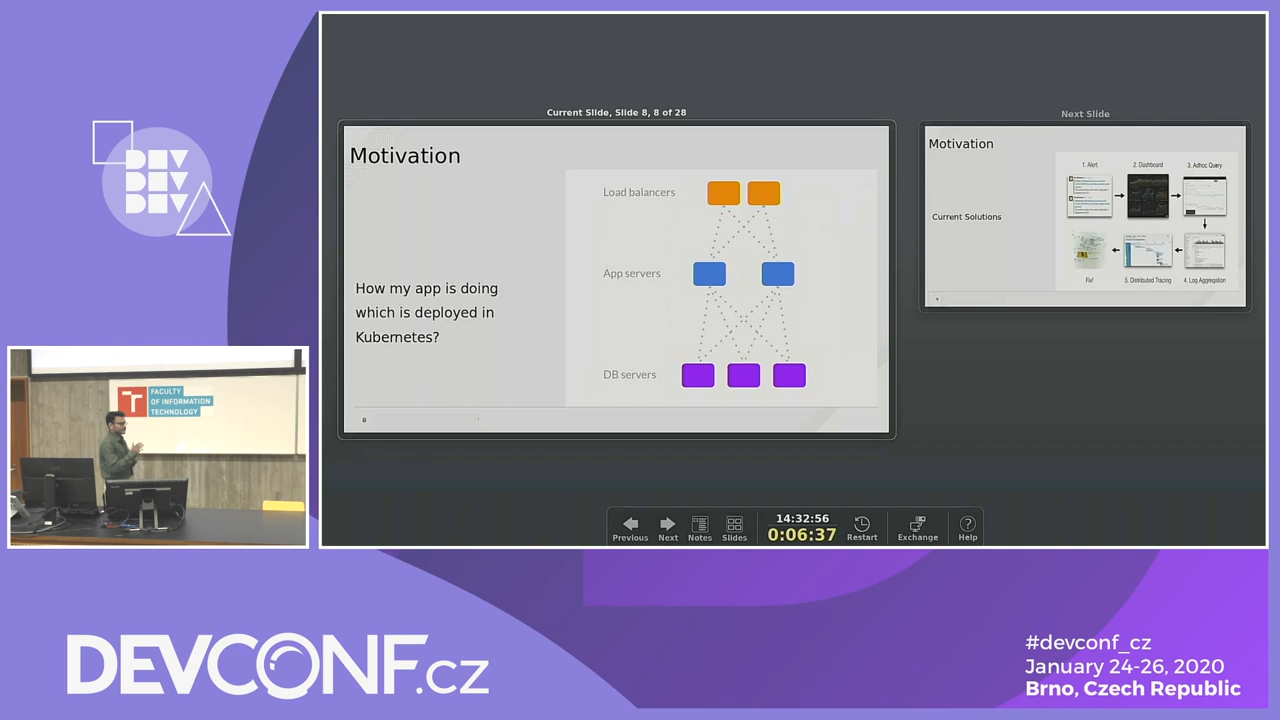 DEV
DEV
DEV
Current Slide, Slide 8, 8 of 28
Motivation
How my app is doing
which is deployed in
Kubernetes?
Load balancers
App servers
DB servers
8
Next Slide
Motivation
Current Solutions
1. Alert
2. Dashboard
3. Adhoc Query
Fix!
5. Distributed Tracing
4. Log Aggregation
Previous
Next
Notes
Slides
14:32:56
0:06:37
Restart
Exchange
Help
?
T
FACULTY
OF INFORMATION
TECHNOLOGY
DEVCONF.cz
#devconf_cz
January 24-26, 2020
Brno, Czech Republic